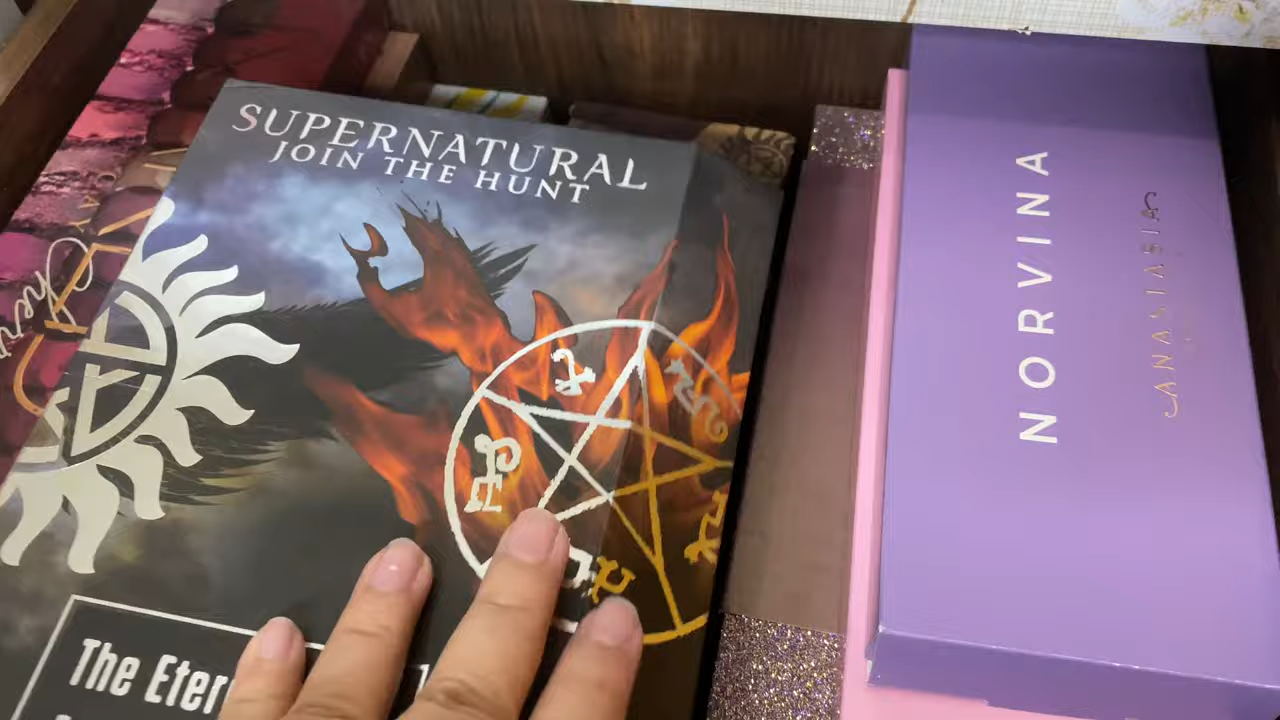 SUPERNATURAL
JOIN THE HUNT
The Eter
NORVINA
ANASTASIA